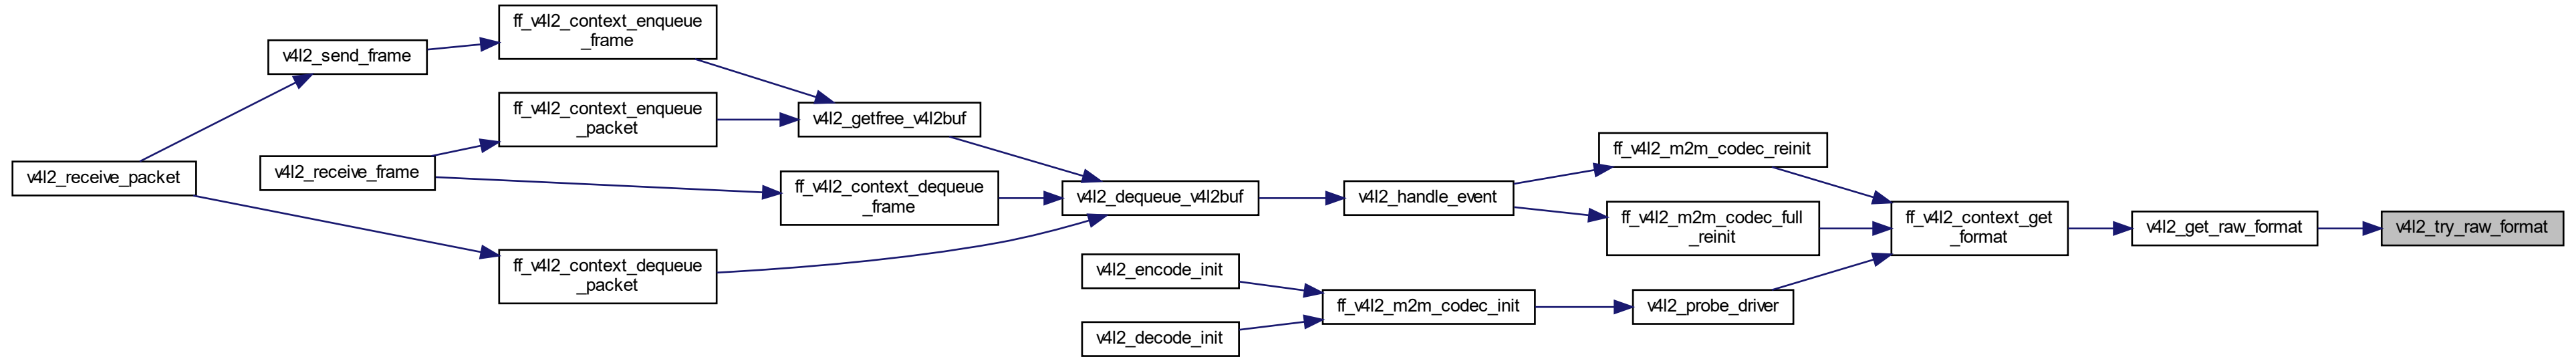 ff_v4l2_context_enqueue
_frame
v4l2_send_frame
ff_v4l2_context_enqueue
_packet
v4l2_getfree_v4l2buf
v4l2_receive_packet
v4l2_receive_frame
ff_v4l2_context_dequeue
_frame
v4l2_dequeue_v4l2buf
v4l2_handle_event
ff_v4l2_m2m_codec_reinit
ff_v4l2_m2m_codec_full
_reinit
ff_v4l2_context_get
_format
v4l2_get_raw_format
v4l2_try_raw_format
ff_v4l2_context_dequeue
_packet
v4l2_encode_init
ff_v4l2_m2m_codec_init
v4l2_probe_driver
v4l2_decode_init